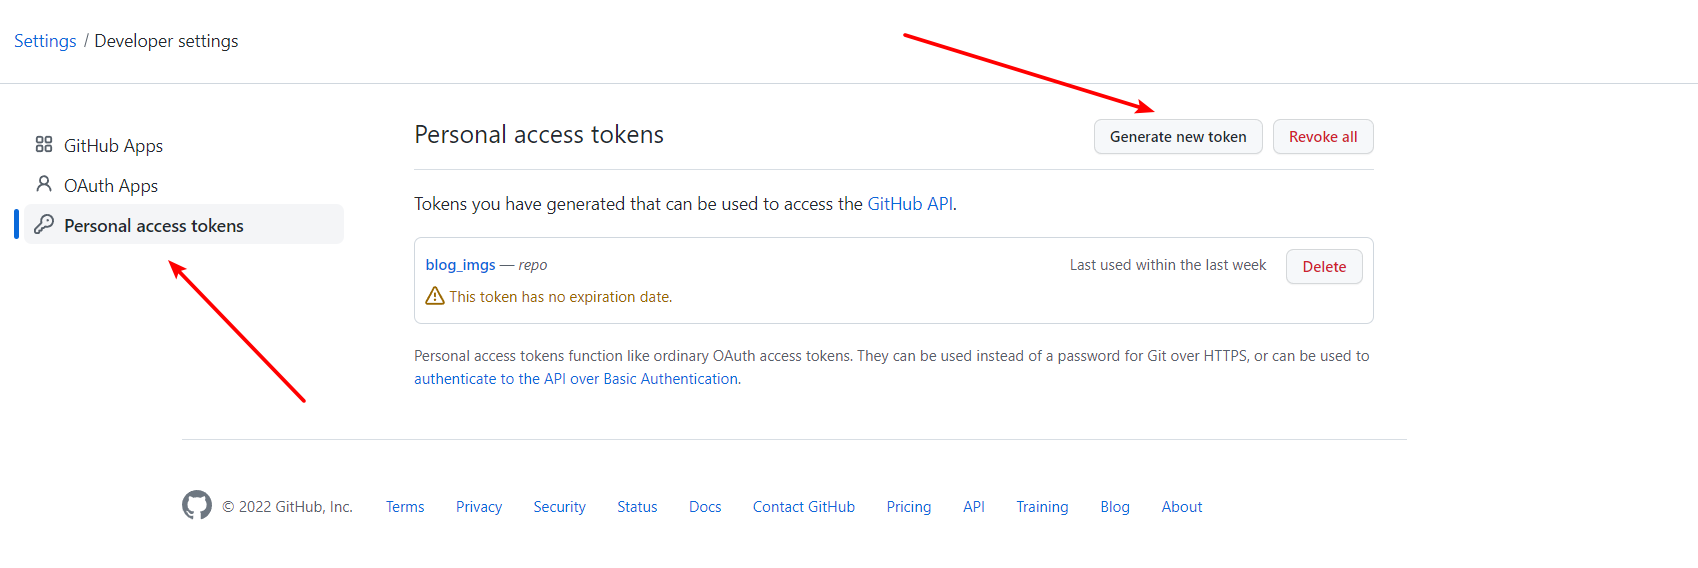 Settings / Developer settings
GitHub Apps
OAuth Apps
Personal access tokens
Personal access tokens
Generate new token
Revoke all
Tokens you have generated that can be used to access the GitHub API.
blog_imgs — repo
Last used within the last week
Delete
This token has no expiration date.
Personal access tokens function like ordinary OAuth access tokens. They can be used instead of a password for Git over HTTPS, or can be used to
authenticate to the API over Basic Authentication.
© 2022 GitHub, Inc. Terms Privacy Security Status Docs Contact GitHub Pricing API Training Blog About